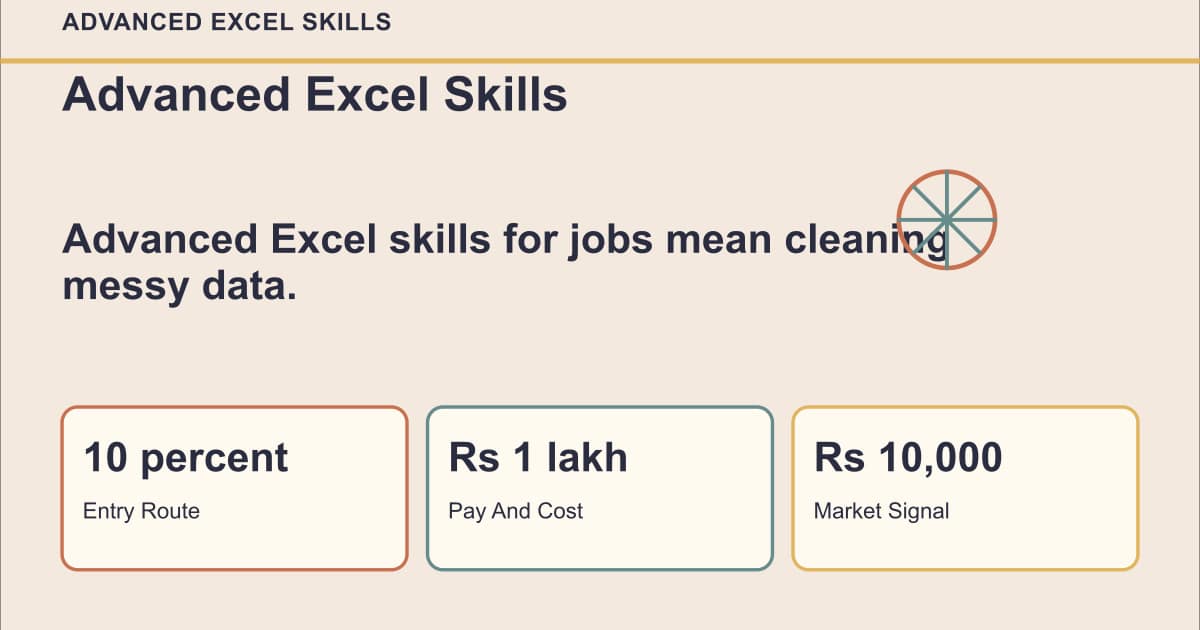 ADVANCED EXCEL SKILLS
Advanced Excel Skills
Advanced Excel skills for jobs mean cleaning
messy data.
10 percent
Entry Route
Rs 1 lakh
Pay And Cost
Rs 10,000
Market Signal